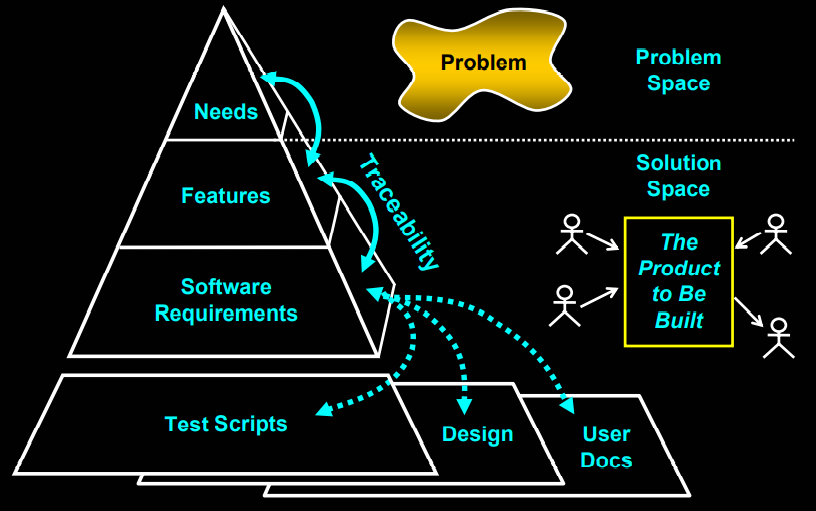 Problem
Problem
Space
Needs
Traceability
Solution
Space
Features
The
Product
to Be
Built
Software
Requirements
Test Scripts
Design
User
Docs